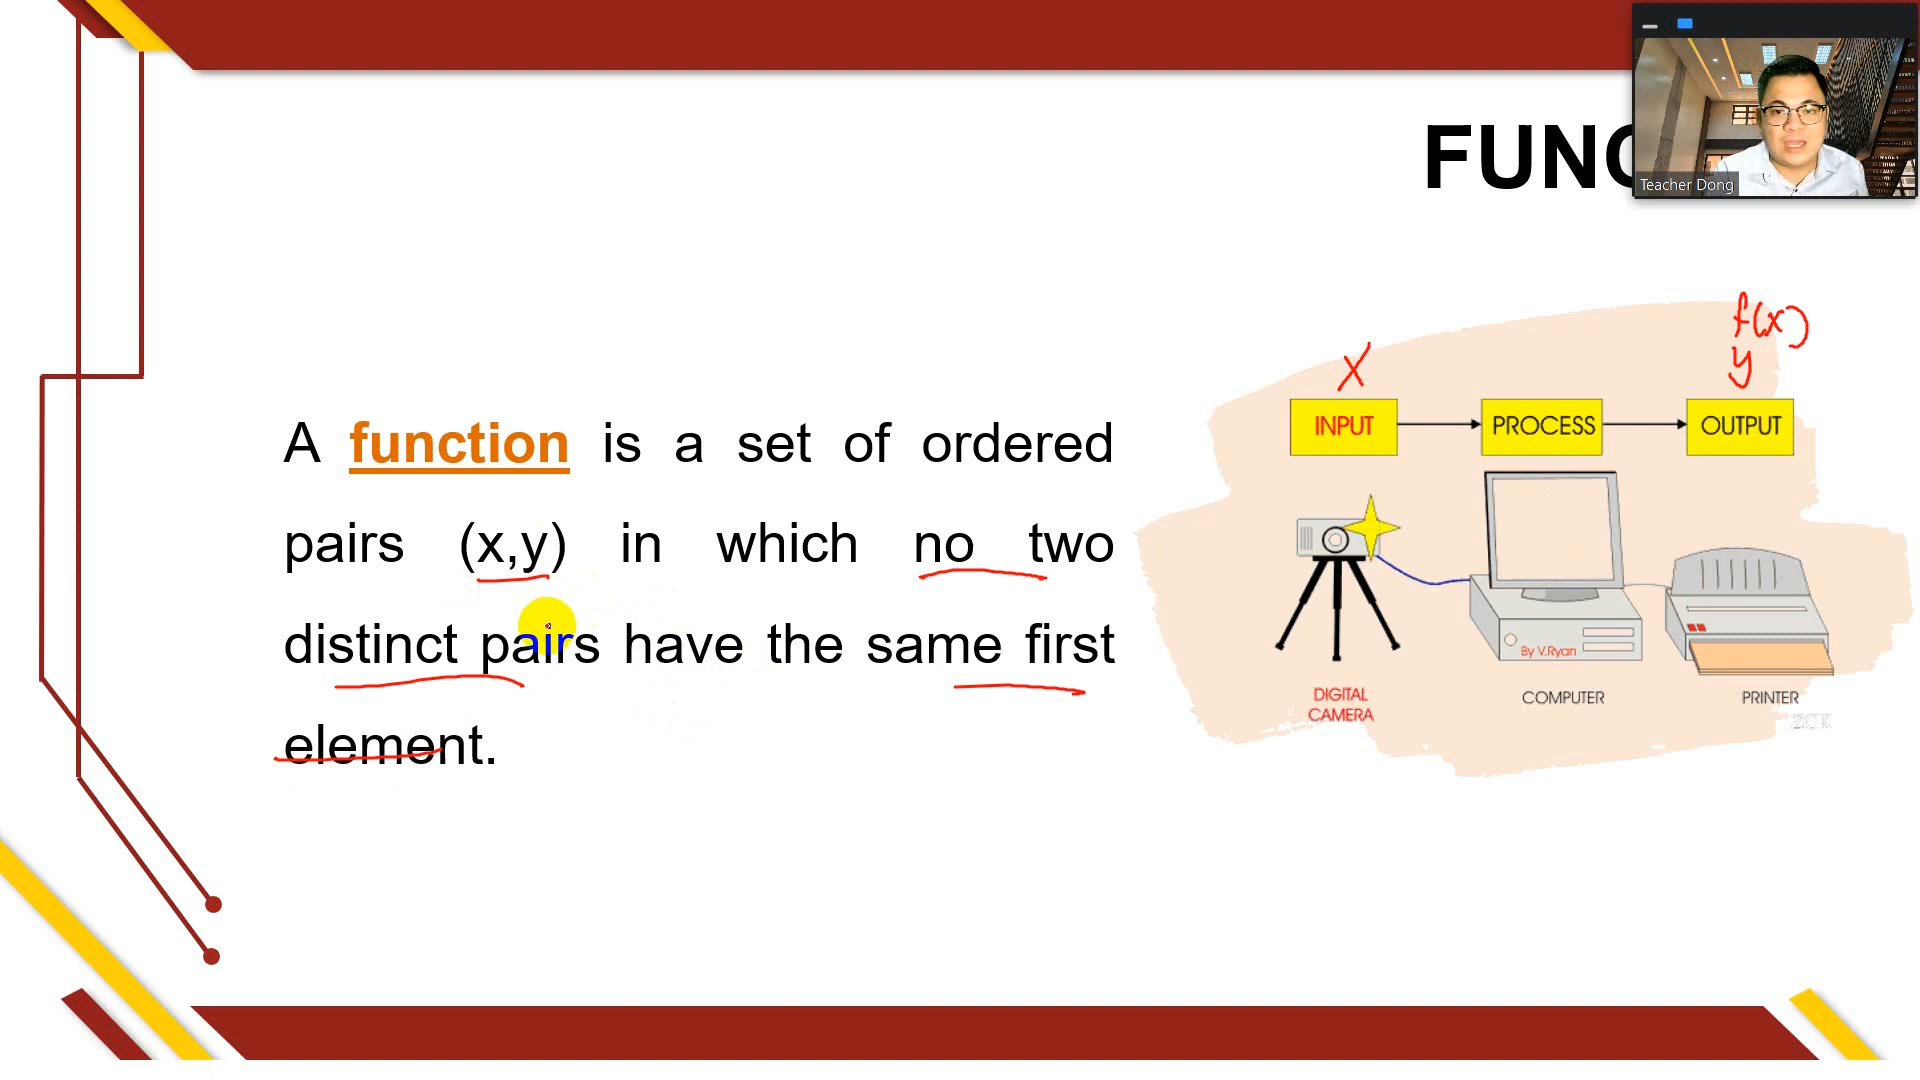 FUNC
Teacher Dong
A function is a set of ordered
pairs (x,y) in which no two
distinct pairs have the same first
element.
f(x)
x
y
INPUT
PROCESS
OUTPUT
By V.Ryan
DIGITAL
CAMERA
COMPUTER
PRINTER